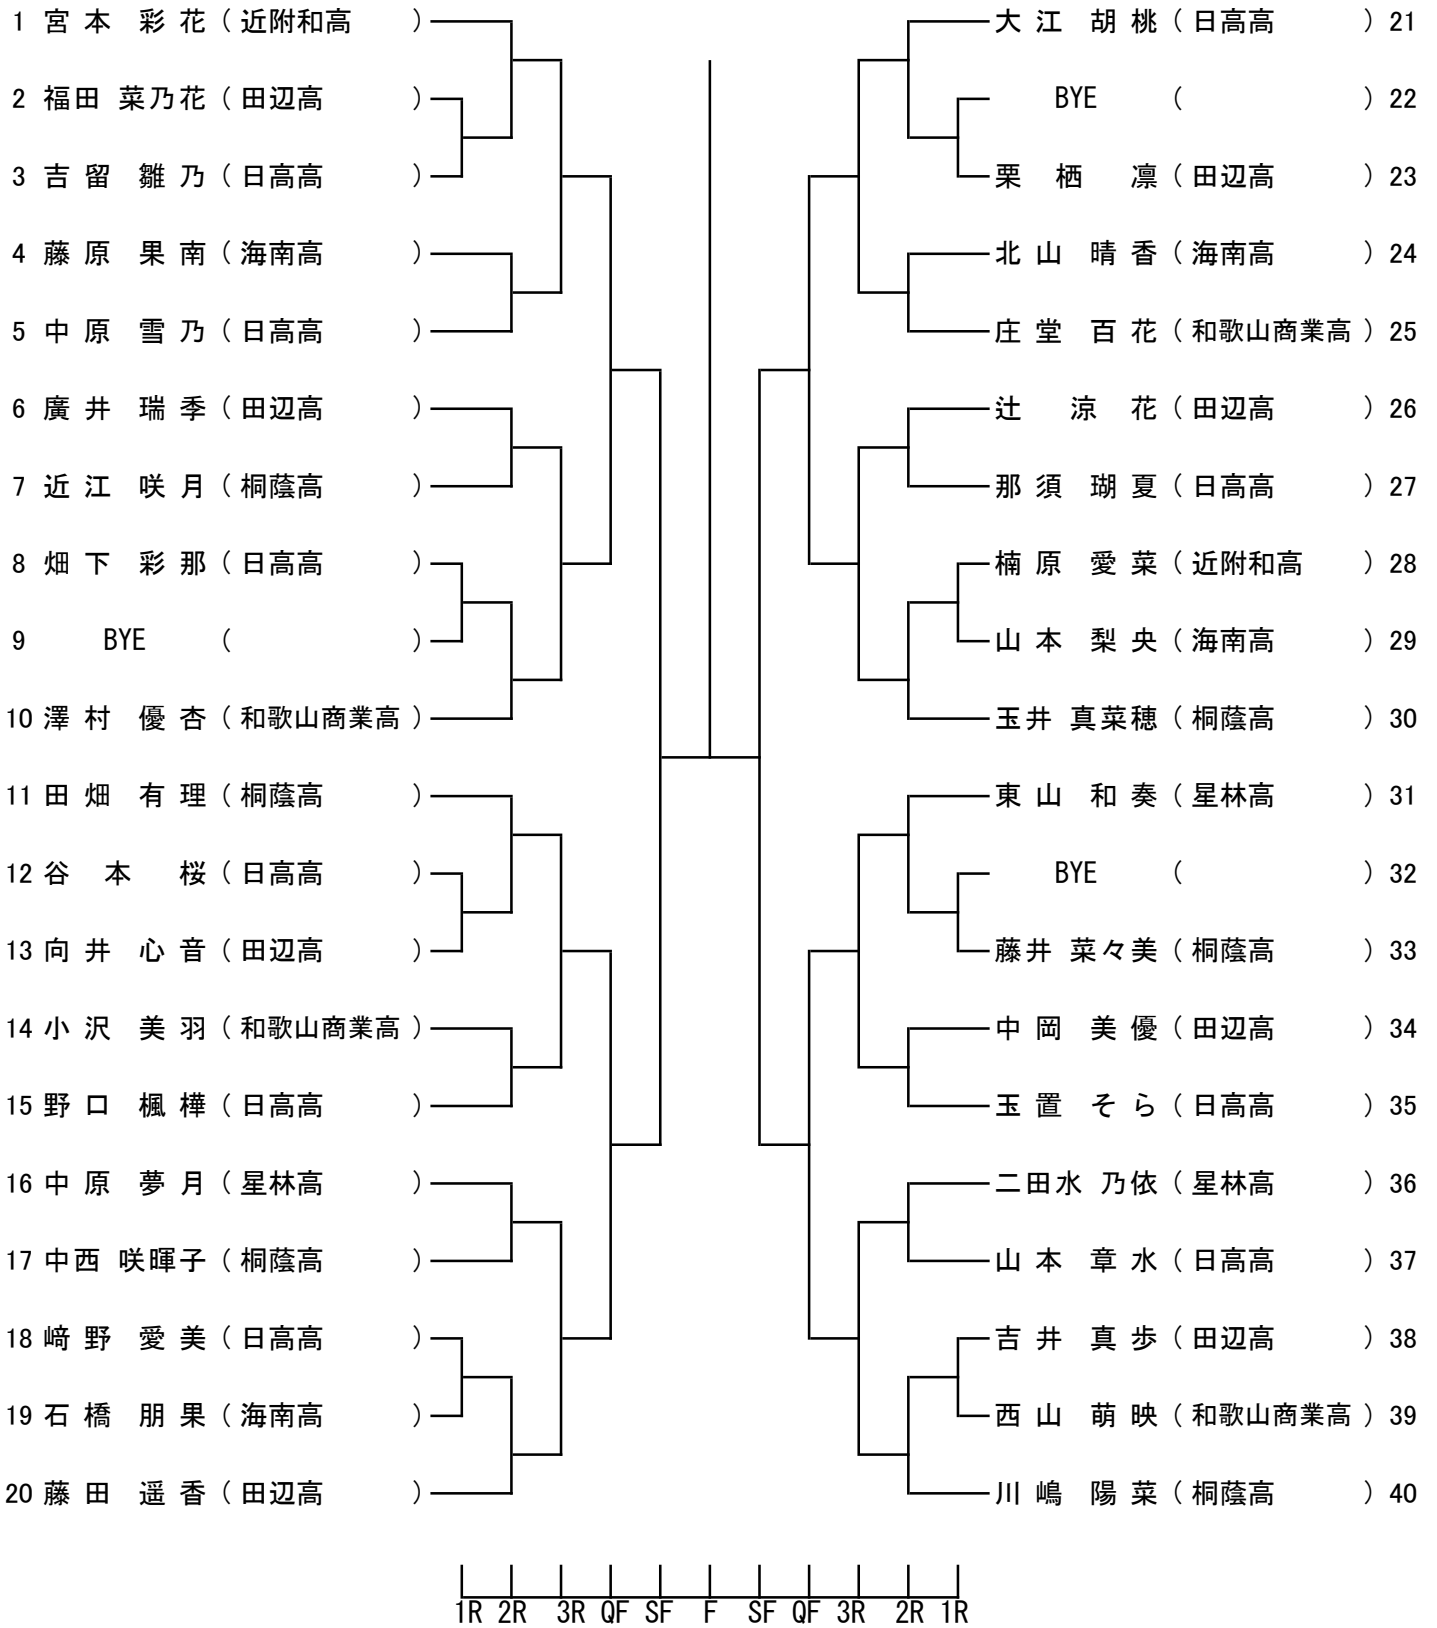 1 宮本 彩花 ( 近附和高 )
2 福田 菜乃花 ( 田辺高 )
3 吉留 雛乃 ( 日高高 )
4 藤原 果南 ( 海南高 )
5 中原 雪乃 ( 日高高 )
6 廣井 瑞季 ( 田辺高 )
7 近江 咲月 ( 桐蔭高 )
8 畑下 彩那 ( 日高高 )
9 BYE ( )
10 澤村 優杏 ( 和歌山商業高 )
11 田畑 有理 ( 桐蔭高 )
12 谷本 桜 ( 日高高 )
13 向井 心音 ( 田辺高 )
14 小沢 美羽 ( 和歌山商業高 )
15 野口 楓樺 ( 日高高 )
16 中原 夢月 ( 星林高 )
17 中西 咲暉子 ( 桐蔭高 )
18 﨑野 愛美 ( 日高高 )
19 石橋 朋果 ( 海南高 )
20 藤田 遥香 ( 田辺高 )
大江 胡桃 ( 日高高 ) 21
BYE ( ) 22
栗栖 凛 ( 田辺高 ) 23
北山 晴香 ( 海南高 ) 24
庄堂 百花 ( 和歌山商業高 ) 25
辻 涼花 ( 田辺高 ) 26
那須 瑚夏 ( 日高高 ) 27
楠原 愛菜 ( 近附和高 ) 28
山本 梨央 ( 海南高 ) 29
玉井 真菜穂 ( 桐蔭高 ) 30
東山 和奏 ( 星林高 ) 31
BYE ( ) 32
藤井 菜々美 ( 桐蔭高 ) 33
中岡 美優 ( 田辺高 ) 34
玉置 そら ( 日高高 ) 35
二田水 乃依 ( 星林高 ) 36
山本 章水 ( 日高高 ) 37
吉井 真歩 ( 田辺高 ) 38
西山 萌映 ( 和歌山商業高 ) 39
川嶋 陽菜 ( 桐蔭高 ) 40
1R 2R 3R QF SF F SF QF 3R 2R 1R